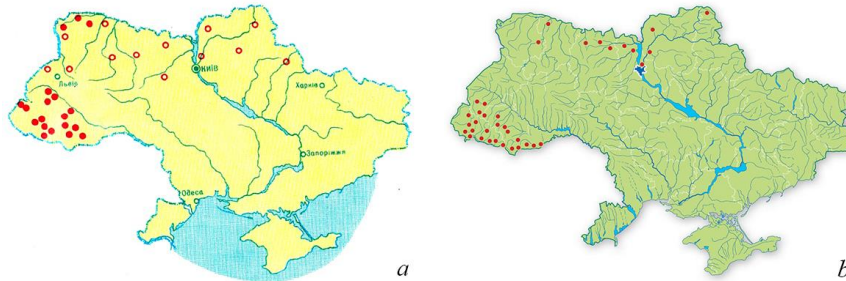 КИЇВ
Львів
Харків
Запоріжжя
Одеса
a
b